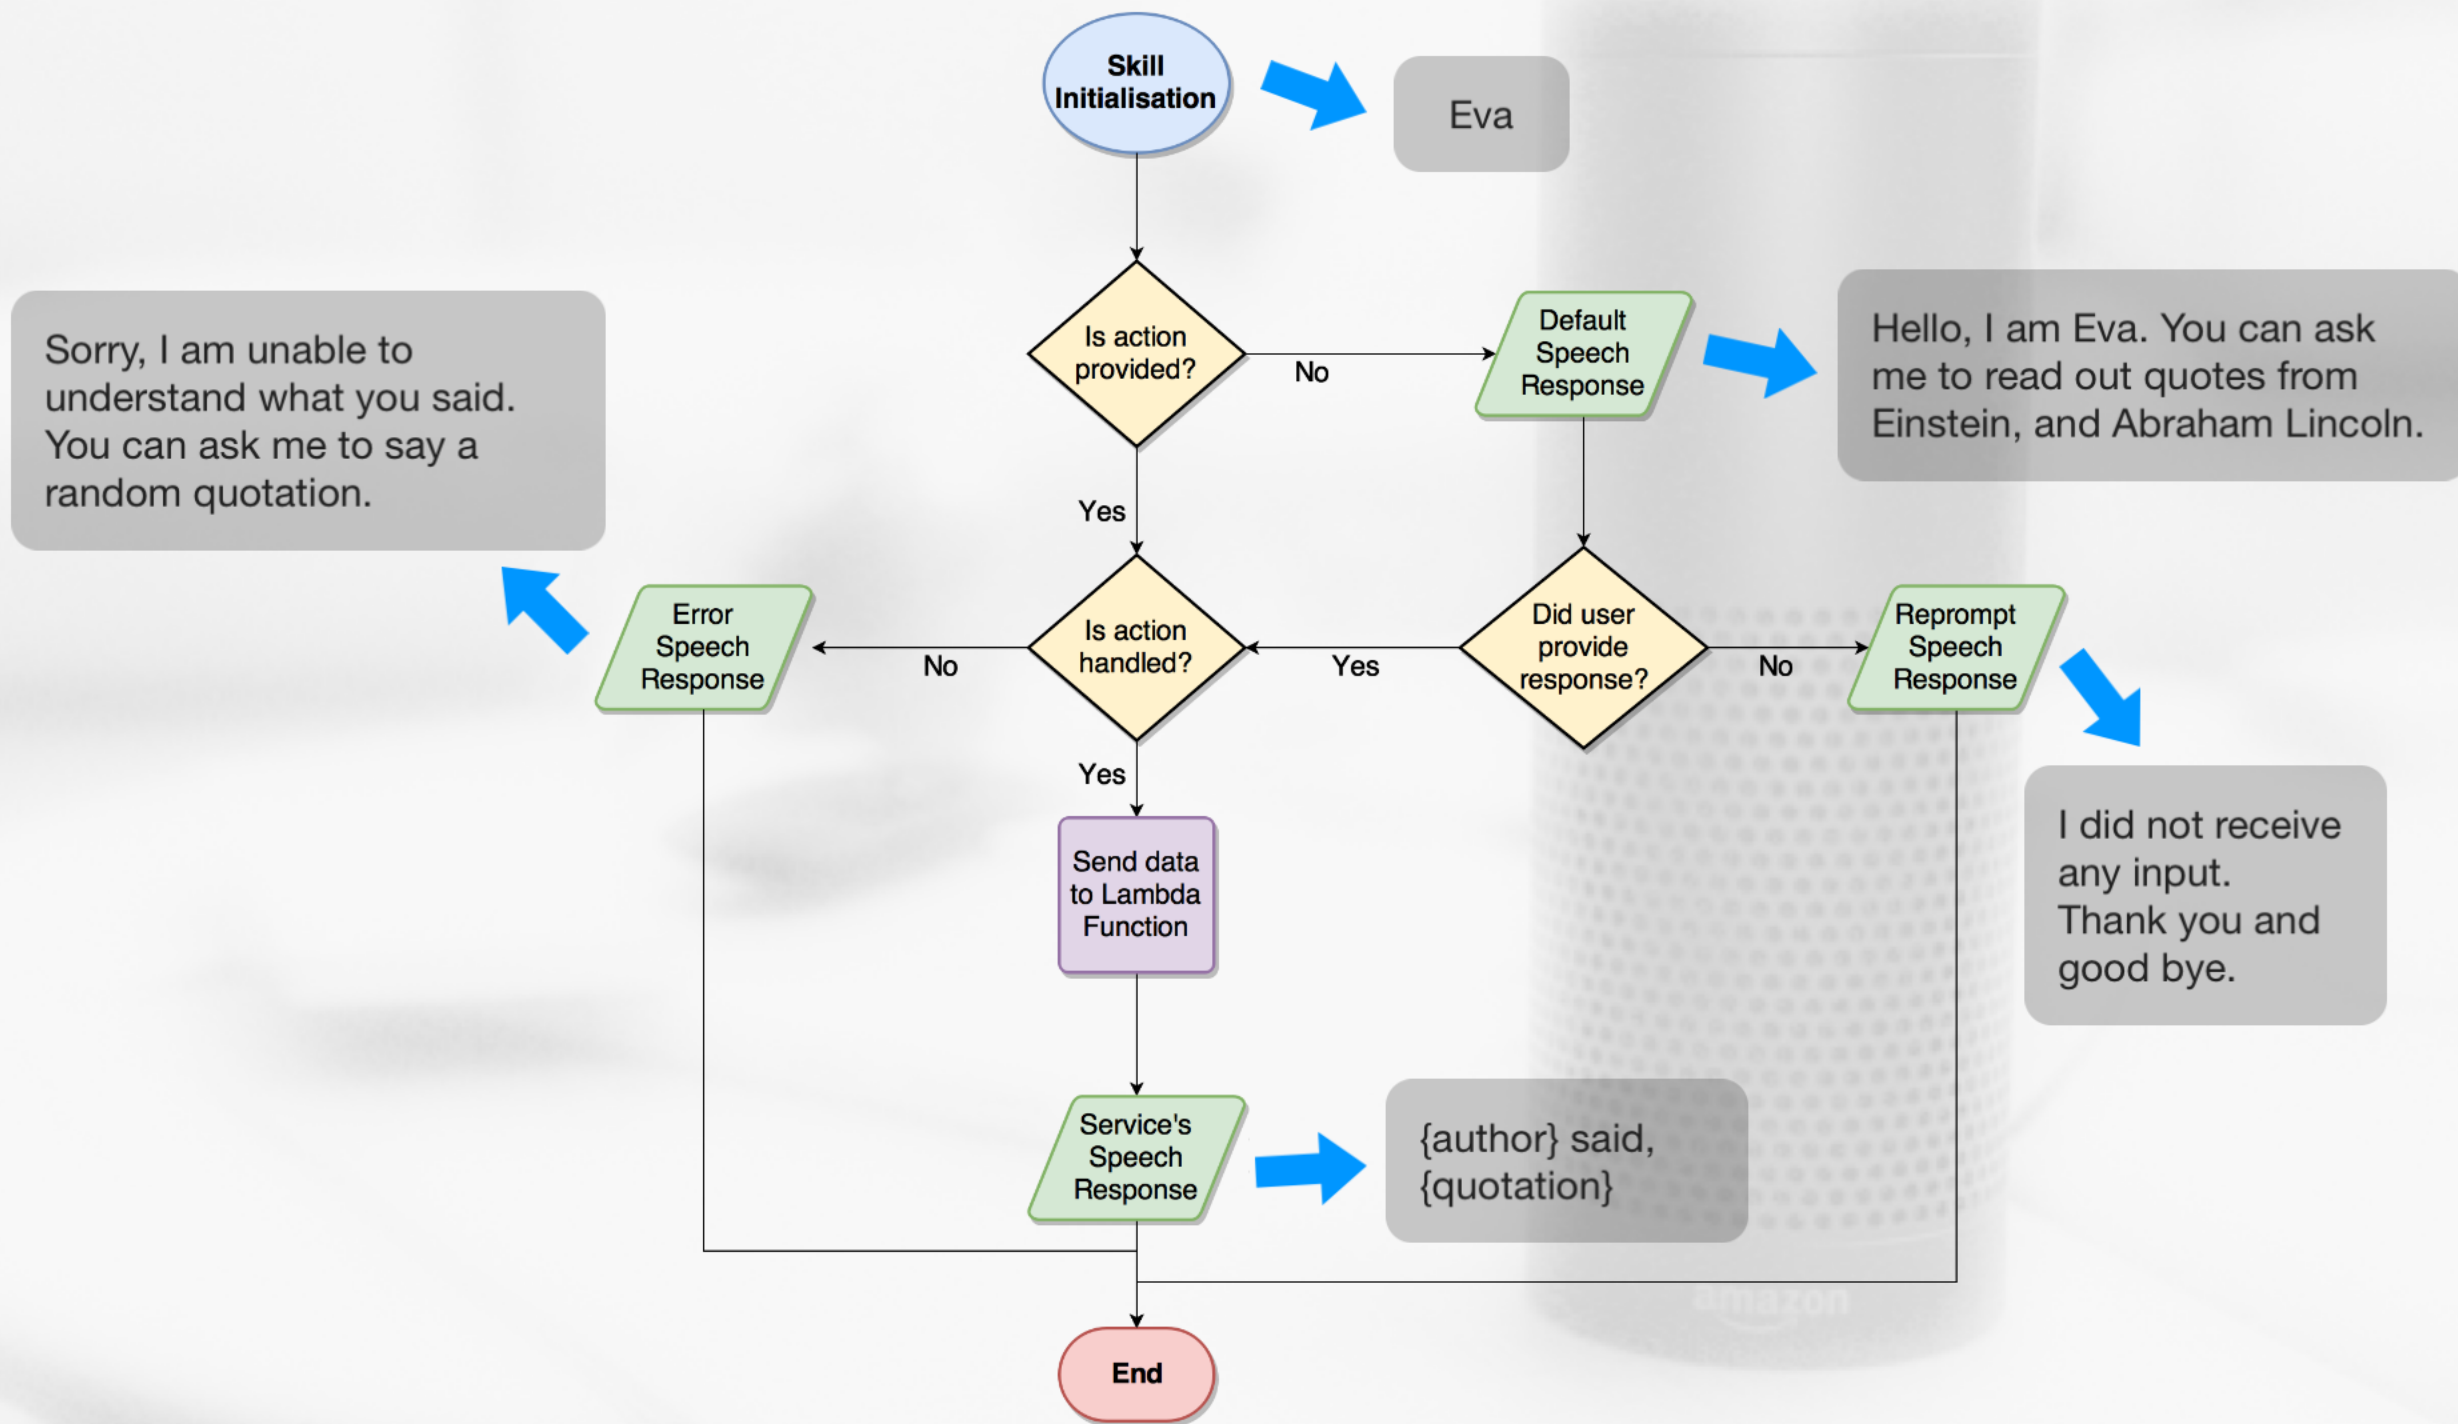 Skill
Initialisation
Eva
Is action
provided?
No
Default
Speech
Response
Hello, I am Eva. You can ask
me to read out quotes from
Einstein, and Abraham Lincoln.
Sorry, I am unable to
understand what you said.
You can ask me to say a
random quotation.
Yes
Error
Speech
Response
No
Is action
handled?
Yes
Did user
provide
response?
No
Reprompt
Speech
Response
Yes
I did not receive
any input.
Thank you and
good bye.
Send data
to Lambda
Function
Service's
Speech
Response
{author} said,
{quotation}
amazon
End